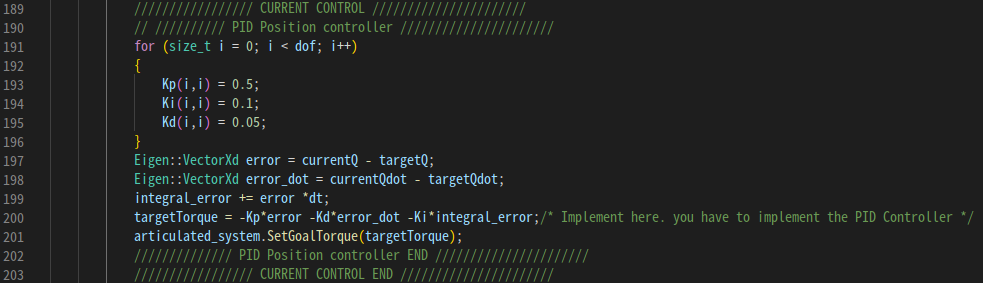 189 ///////////////// CURRENT CONTROL //////////////////////
190 // ////////// PID Position controller //////////////////////
191 for (size_t i = 0; i < dof; i++)
192 {
193 Kp(i,i) = 0.5;
194 Ki(i,i) = 0.1;
195 Kd(i,i) = 0.05;
196 }
197 Eigen::VectorXd error = currentQ - targetQ;
198 Eigen::VectorXd error_dot = currentQdot - targetQdot;
199 integral_error += error *dt;
200 targetTorque = -Kp*error -Kd*error_dot -Ki*integral_error;/* Implement here. you have to implement the PID Controller */
201 articulated_system.SetGoalTorque(targetTorque);
202 ////////////// PID Position controller END //////////////////////
203 ///////////////// CURRENT CONTROL END //////////////////////